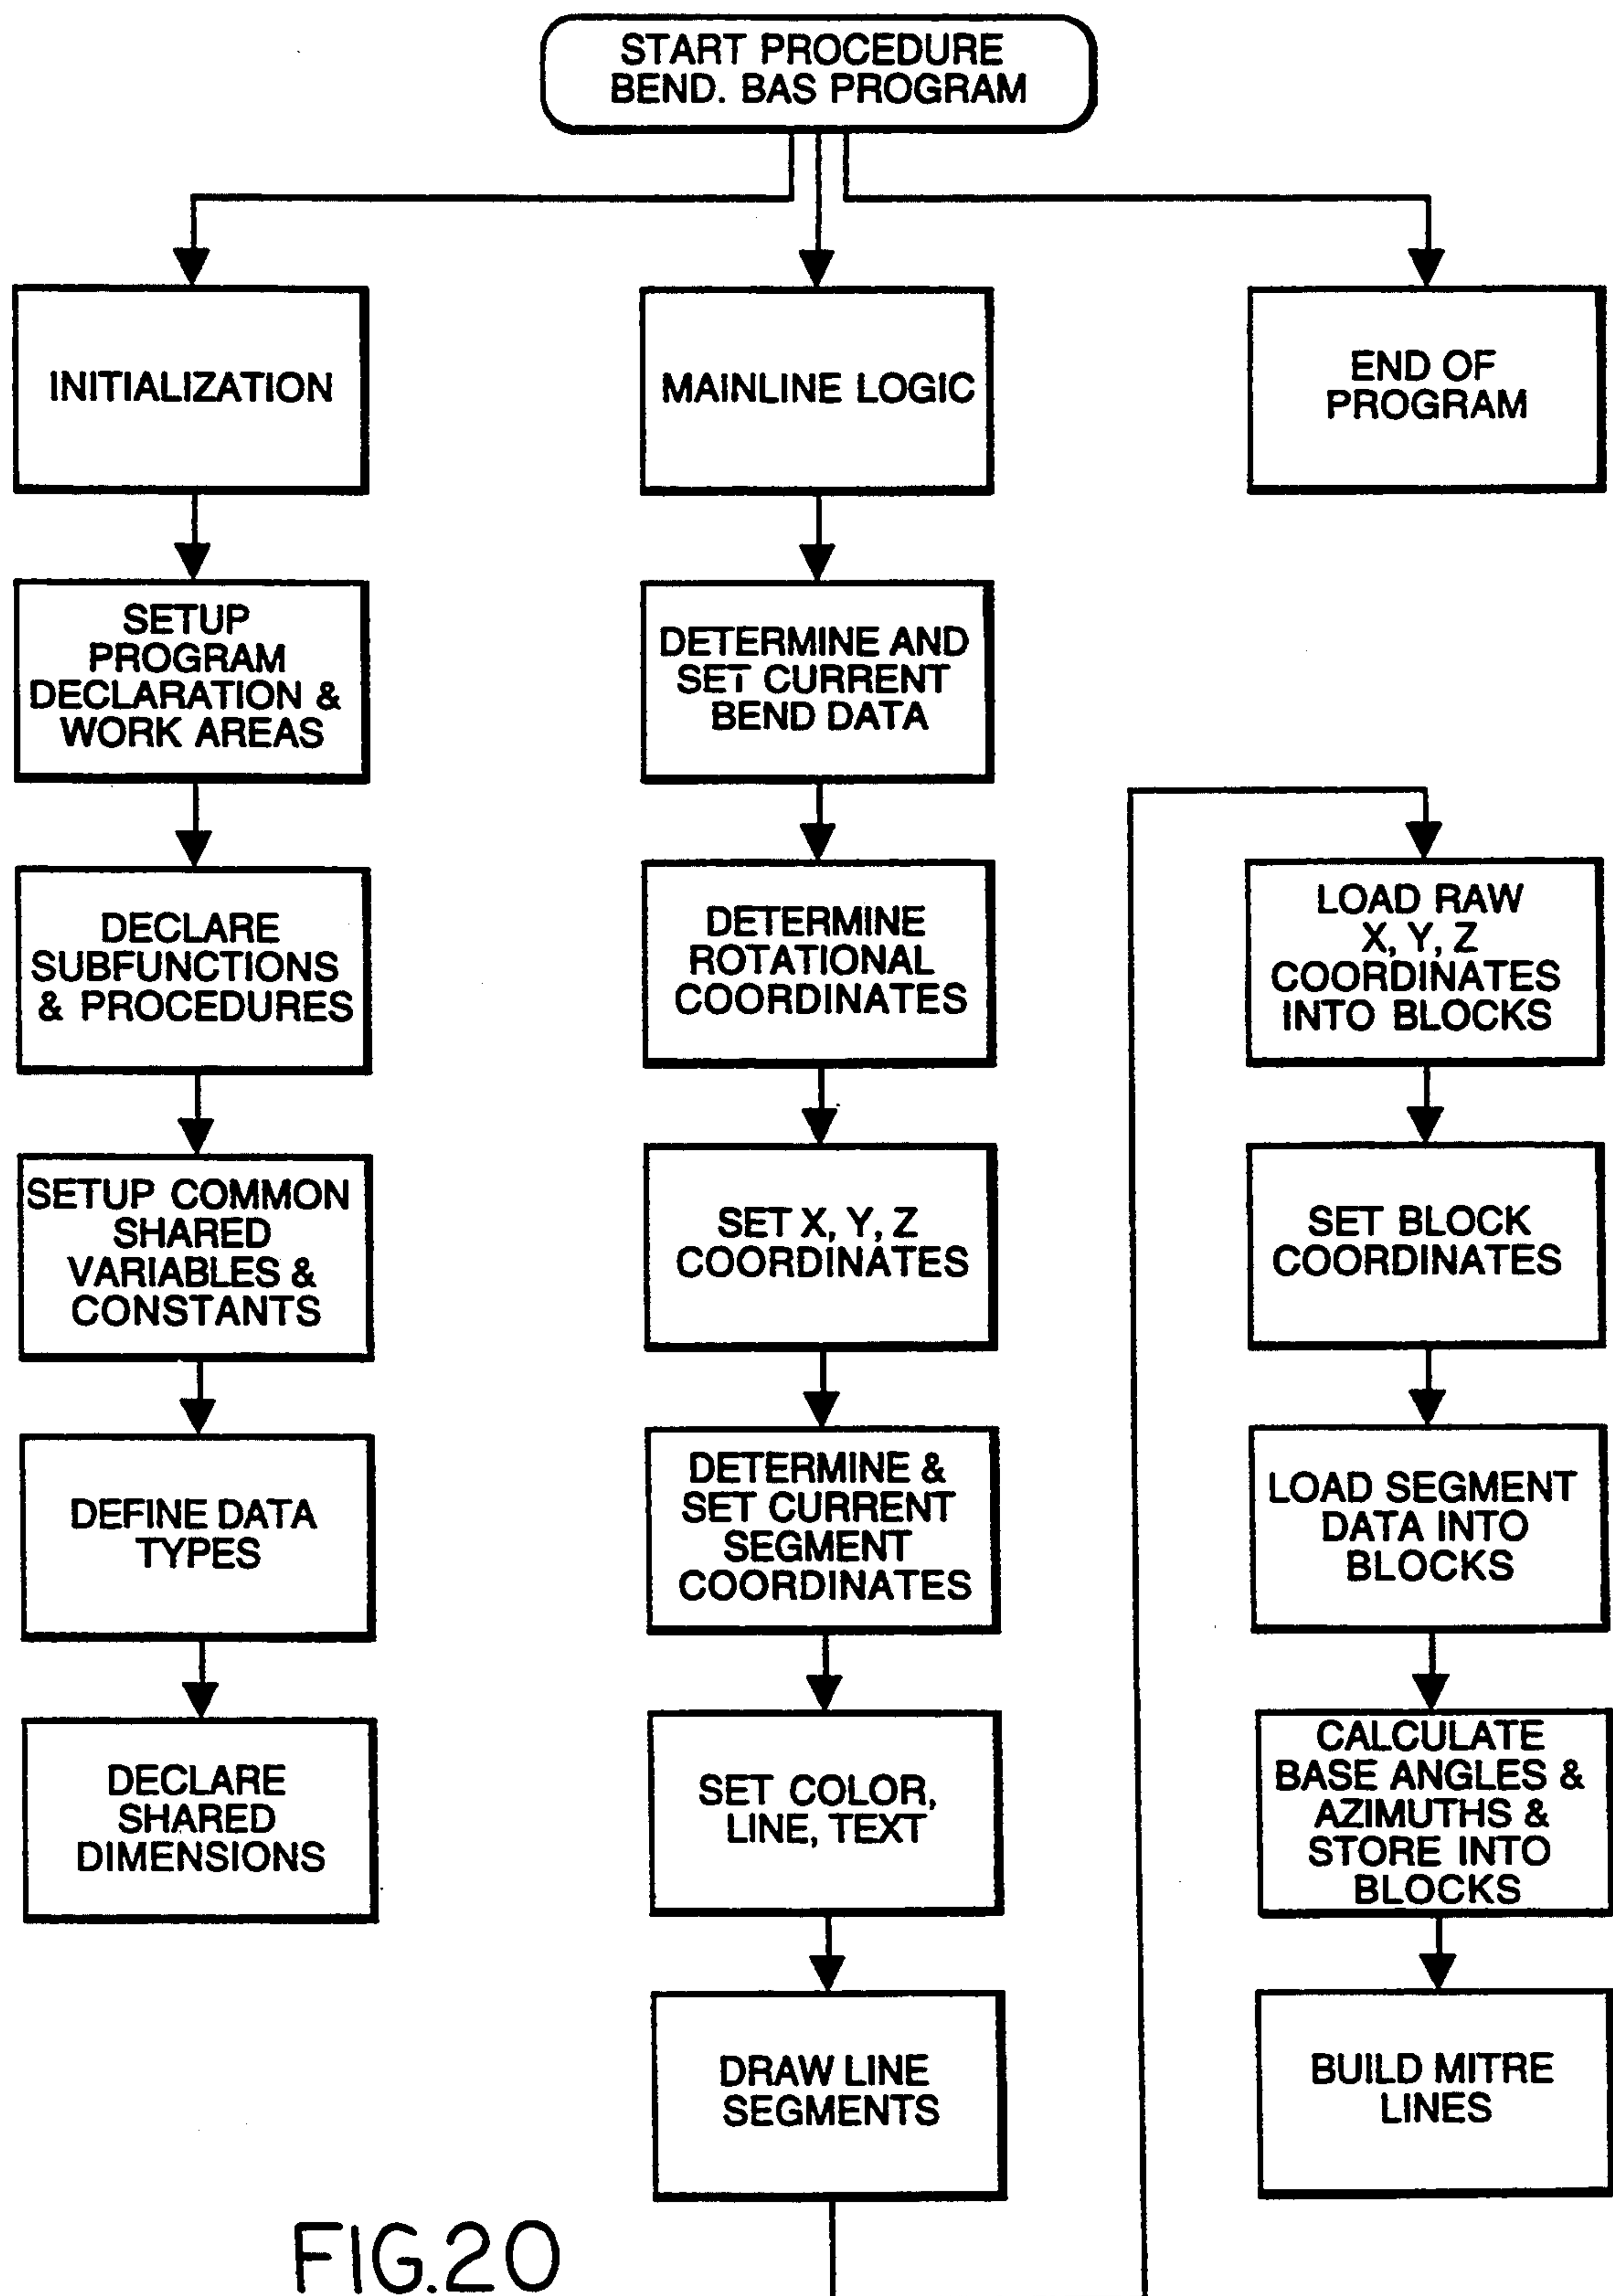 START PROCEDURE
BEND. BAS PROGRAM
INITIALIZATION
SETUP
PROGRAM
DECLARATION &
WORK AREAS
DECLARE
SUBFUNCTIONS
& PROCEDURES
SETUP COMMON
SHARED
VARIABLES &
CONSTANTS
DEFINE DATA
TYPES
DECLARE
SHARED
DIMENSIONS
MAINLINE LOGIC
DETERMINE AND
SET CURRENT
BEND DATA
DETERMINE
ROTATIONAL
COORDINATES
SET X, Y, Z
COORDINATES
DETERMINE &
SET CURRENT
SEGMENT
COORDINATES
SET COLOR,
LINE, TEXT
DRAW LINE
SEGMENTS
END OF
PROGRAM
LOAD RAW
X, Y, Z
COORDINATES
INTO BLOCKS
SET BLOCK
COORDINATES
LOAD SEGMENT
DATA INTO
BLOCKS
CALCULATE
BASE ANGLES &
AZIMUTHS &
STORE INTO
BLOCKS
BUILD MITRE
LINES
FIG.20